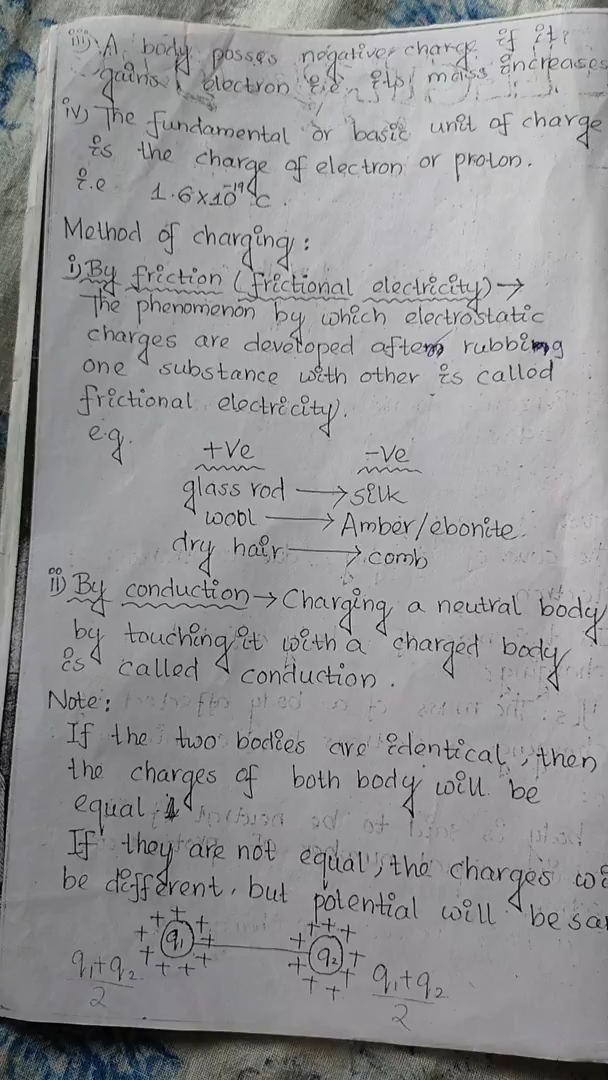 iii) A body posses negative charge if it
gains electron i.e. its mass increases
iv) The fundamental or basic unit of charge
is the charge of electron or proton.
i.e 1.6×10⁻¹⁹C.
Method of charging:
i) By friction (frictional electricity) →
The phenomenon by which electrostatic
charges are developed after rubbing
one substance with other is called
frictional electricity).
e.g.
+ve -ve
glass rod → silk
wool → Amber/ebonite
dry hair → comb
ii) By conduction → Charging a neutral body
by touching it with a charged body
is called conduction.
Note:
If the two bodies are identical, then
the charges of both body will be
equal.
If they are not equal, the charges wi
be different. but potential will be sa
q₁ q₂
(q₁+q₂)/2 (q₁+q₂)/2